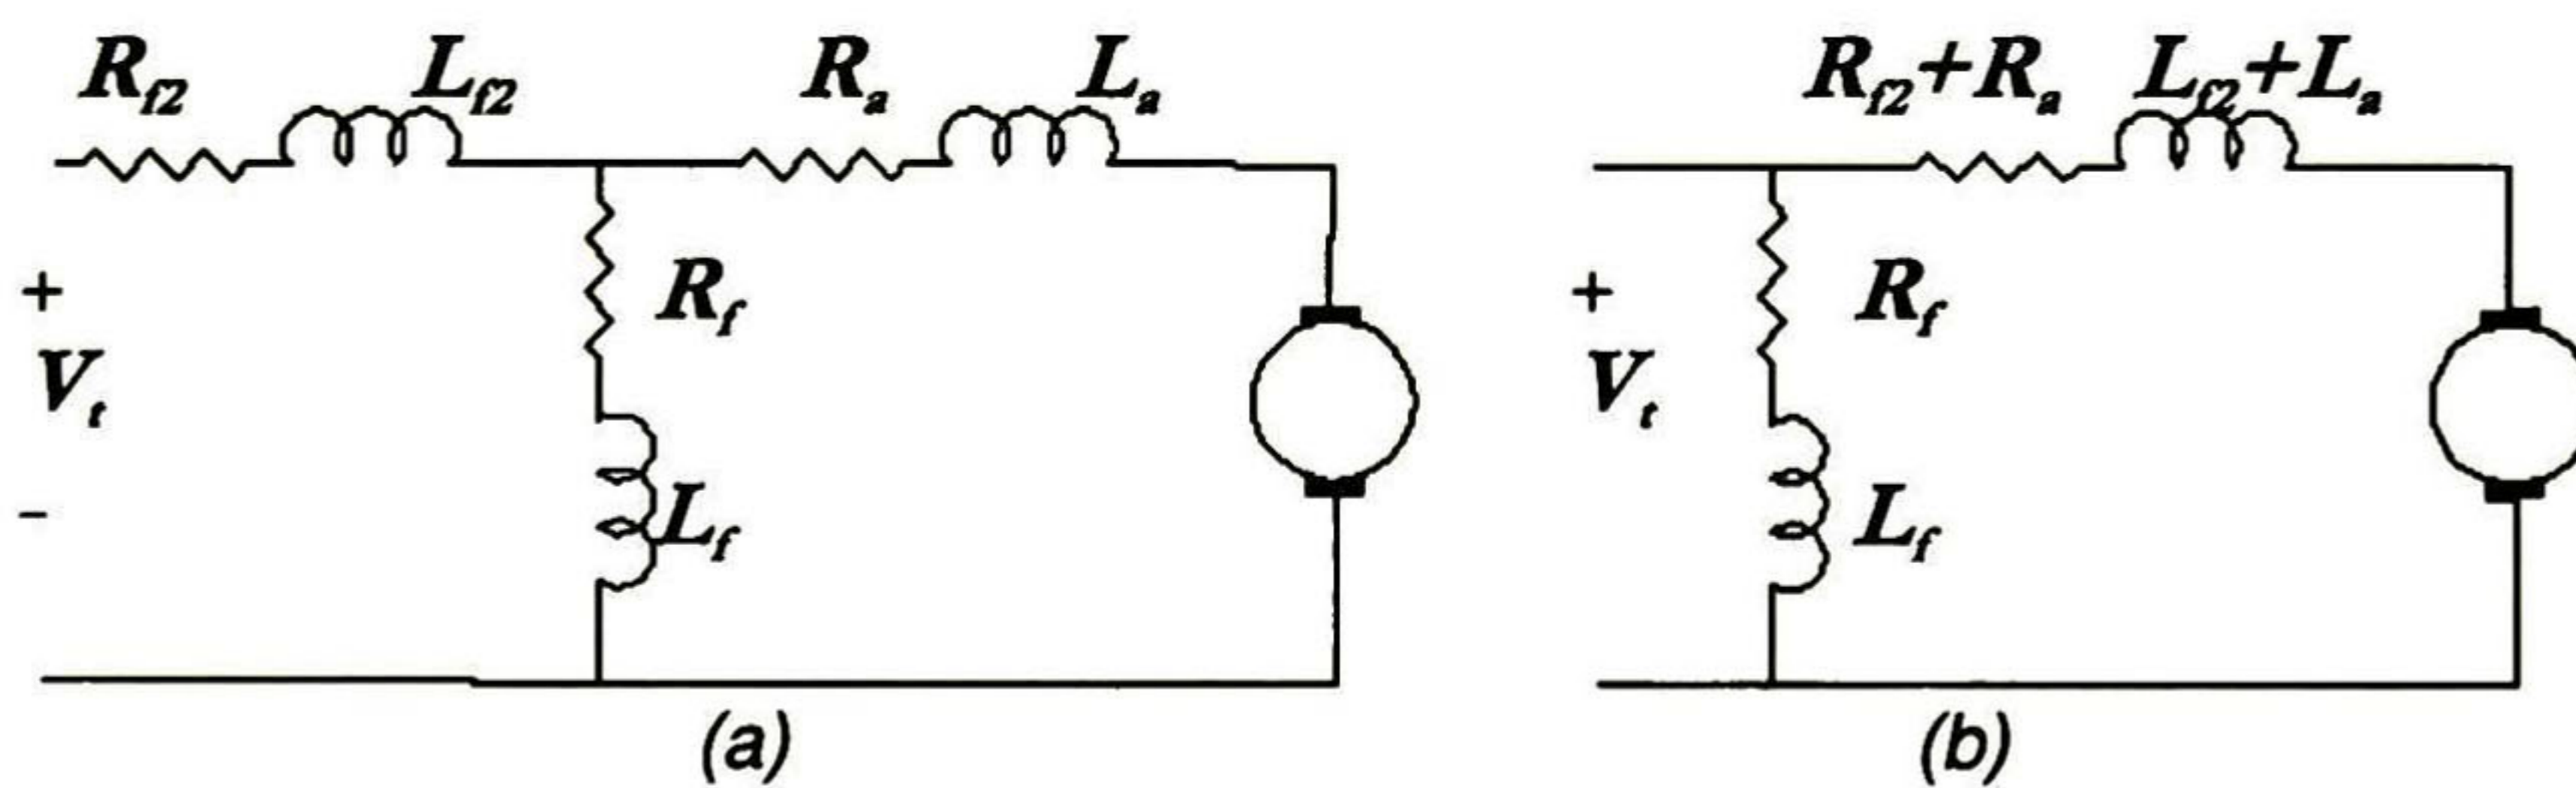 R_f2 L_f2 R_a L_a
+
V_t
−
R_f
L_f
(a)
R_f2+R_a L_f2+L_a
+
V_t
R_f
L_f
(b)